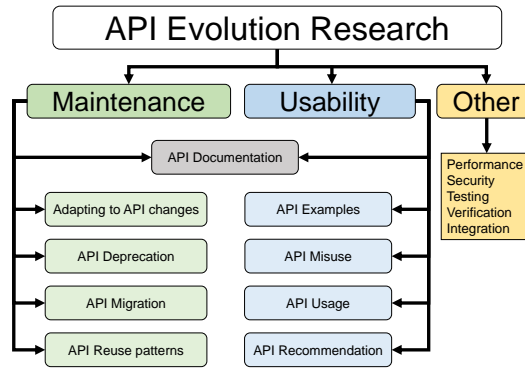 API Evolution Research
Maintenance
Usability
Other
API Documentation
Performance
Security
Testing
Verification
Integration
Adapting to API changes
API Examples
API Deprecation
API Misuse
API Migration
API Usage
API Reuse patterns
API Recommendation